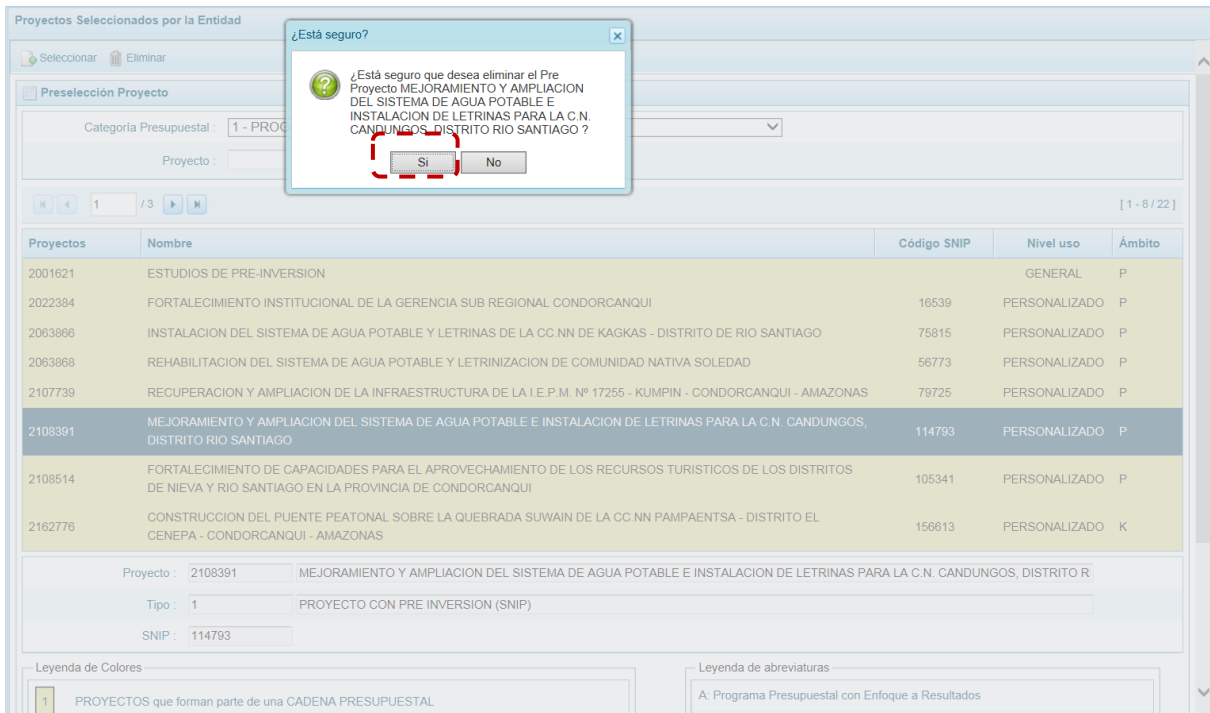 Proyectos Seleccionados por la Entidad
¿Está seguro?
Seleccionar Eliminar
¿Está seguro que desea eliminar el Pre
Proyecto MEJORAMIENTO Y AMPLIACION
DEL SISTEMA DE AGUA POTABLE E
INSTALACION DE LETRINAS PARA LA C.N.
CANDUNGOS, DISTRITO RIO SANTIAGO ?
Si No
Preselección Proyecto
Categoría Presupuestal : 1 - PROG
Proyecto :
1 / 3 [ 1 - 8 / 22 ]
Proyectos Nombre Código SNIP Nivel uso Ámbito
2001621 ESTUDIOS DE PRE-INVERSION GENERAL P
2022384 FORTALECIMIENTO INSTITUCIONAL DE LA GERENCIA SUB REGIONAL CONDORCANQUI 16539 PERSONALIZADO P
2063866 INSTALACION DEL SISTEMA DE AGUA POTABLE Y LETRINAS DE LA CC.NN DE KAGKAS - DISTRITO DE RIO SANTIAGO 75815 PERSONALIZADO P
2063868 REHABILITACION DEL SISTEMA DE AGUA POTABLE Y LETRINIZACION DE COMUNIDAD NATIVA SOLEDAD 56773 PERSONALIZADO P
2107739 RECUPERACION Y AMPLIACION DE LA INFRAESTRUCTURA DE LA I.E.P.M. Nº 17255 - KUMPIN - CONDORCANQUI - AMAZONAS 79725 PERSONALIZADO P
2108391 MEJORAMIENTO Y AMPLIACION DEL SISTEMA DE AGUA POTABLE E INSTALACION DE LETRINAS PARA LA C.N. CANDUNGOS, 114793 PERSONALIZADO P
DISTRITO RIO SANTIAGO
2108514 FORTALECIMIENTO DE CAPACIDADES PARA EL APROVECHAMIENTO DE LOS RECURSOS TURISTICOS DE LOS DISTRITOS 105341 PERSONALIZADO P
DE NIEVA Y RIO SANTIAGO EN LA PROVINCIA DE CONDORCANQUI
2162776 CONSTRUCCION DEL PUENTE PEATONAL SOBRE LA QUEBRADA SUWAIN DE LA CC.NN PAMPAENTSA - DISTRITO EL 156613 PERSONALIZADO K
CENEPA - CONDORCANQUI - AMAZONAS
Proyecto : 2108391 MEJORAMIENTO Y AMPLIACION DEL SISTEMA DE AGUA POTABLE E INSTALACION DE LETRINAS PARA LA C.N. CANDUNGOS, DISTRITO R
Tipo : 1 PROYECTO CON PRE INVERSION (SNIP)
SNIP : 114793
Leyenda de Colores Leyenda de abreviaturas
1 PROYECTOS que forman parte de una CADENA PRESUPUESTAL A: Programa Presupuestal con Enfoque a Resultados